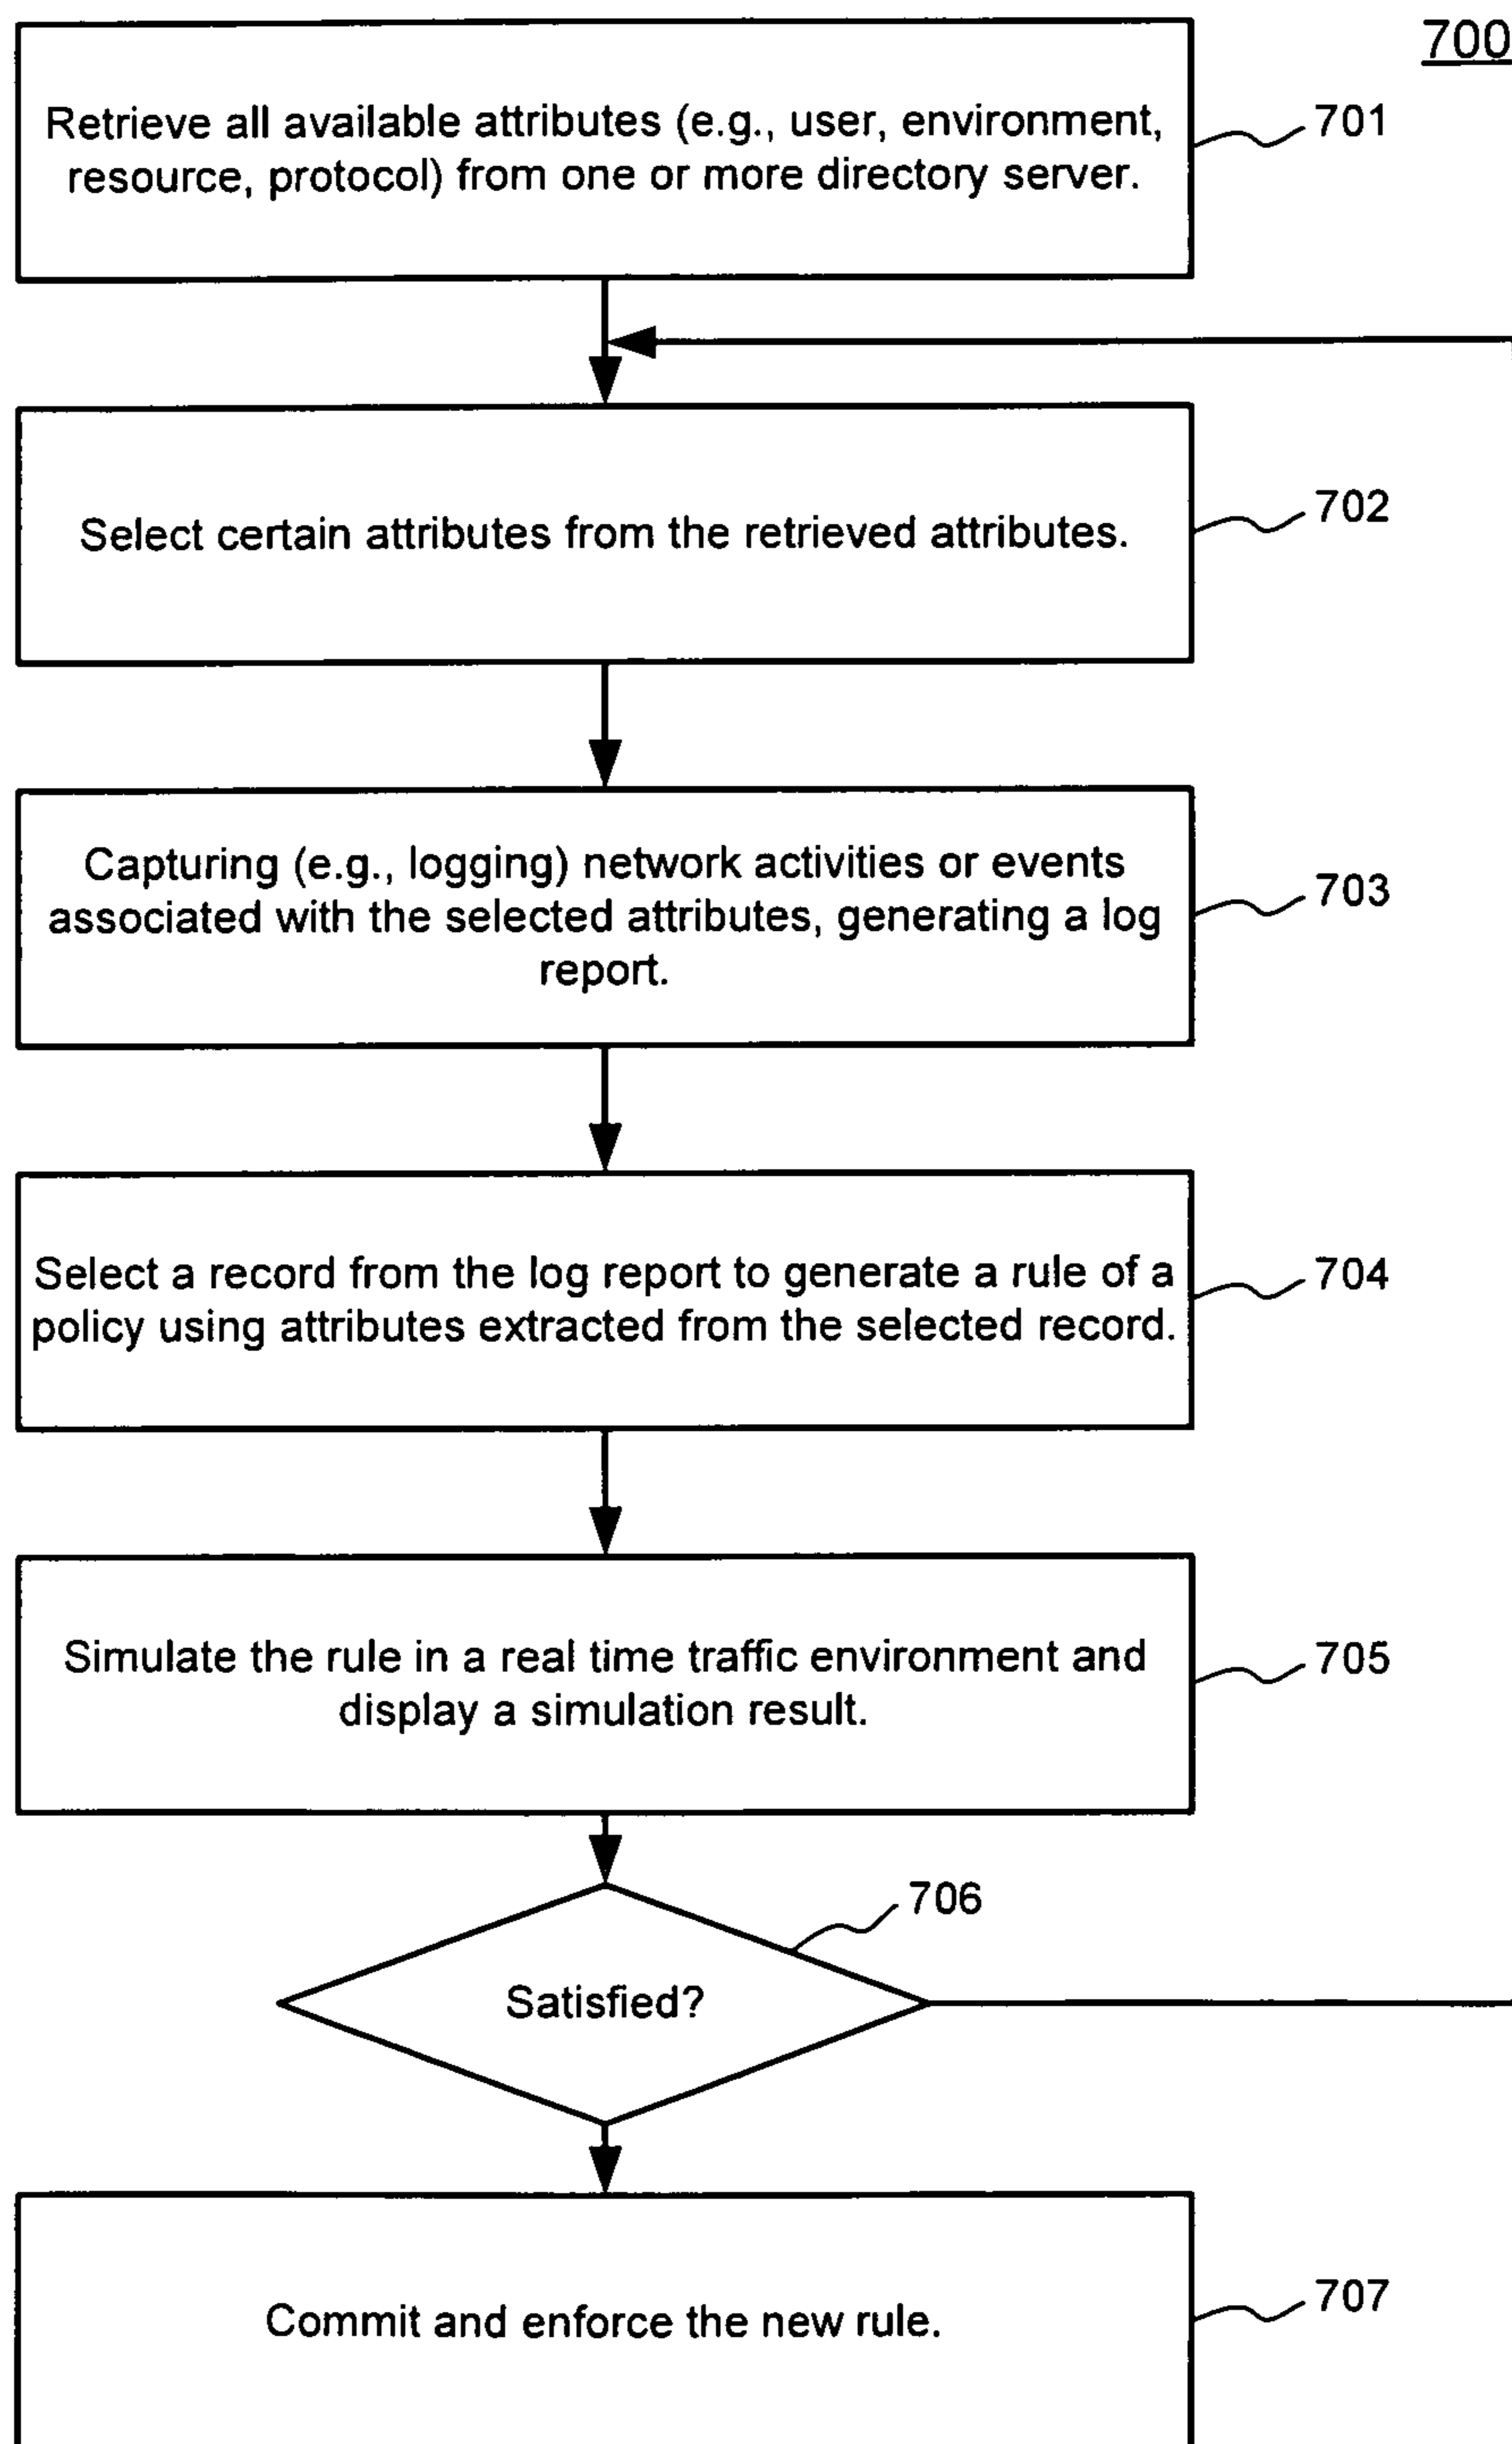 700
Retrieve all available attributes (e.g., user, environment,
resource, protocol) from one or more directory server.
701
Select certain attributes from the retrieved attributes.
702
Capturing (e.g., logging) network activities or events
associated with the selected attributes, generating a log
report.
703
Select a record from the log report to generate a rule of a
policy using attributes extracted from the selected record.
704
Simulate the rule in a real time traffic environment and
display a simulation result.
705
706
Satisfied?
Commit and enforce the new rule.
707